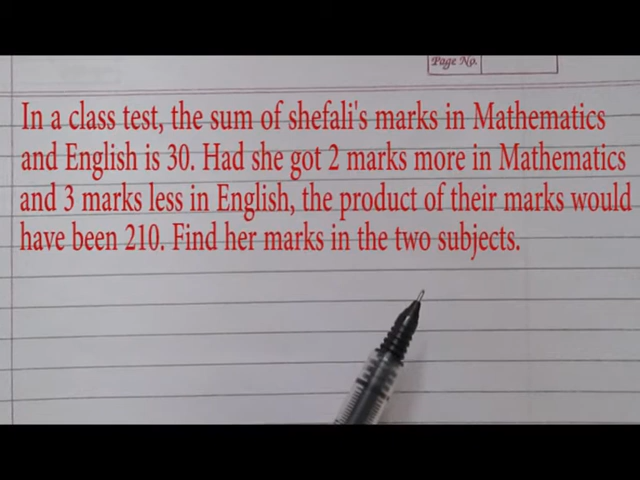 Page No.
In a class test, the sum of shefali's marks in Mathematics
and English is 30. Had she got 2 marks more in Mathematics
and 3 marks less in English, the product of their marks would
have been 210. Find her marks in the two subjects.